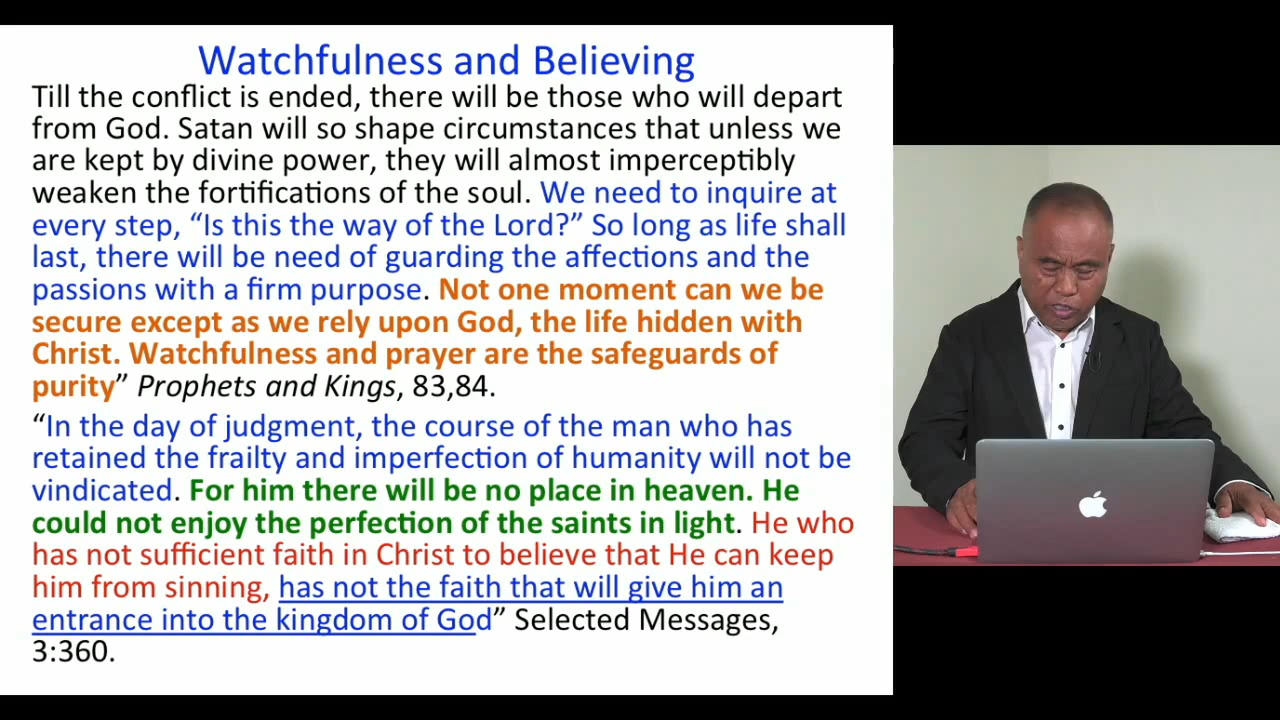 Watchfulness and Believing
Till the conflict is ended, there will be those who will depart
from God. Satan will so shape circumstances that unless we
are kept by divine power, they will almost imperceptibly
weaken the fortifications of the soul. We need to inquire at
every step, “Is this the way of the Lord?” So long as life shall
last, there will be need of guarding the affections and the
passions with a firm purpose. Not one moment can we be
secure except as we rely upon God, the life hidden with
Christ. Watchfulness and prayer are the safeguards of
purity” Prophets and Kings, 83,84.
“In the day of judgment, the course of the man who has
retained the frailty and imperfection of humanity will not be
vindicated. For him there will be no place in heaven. He
could not enjoy the perfection of the saints in light. He who
has not sufficient faith in Christ to believe that He can keep
him from sinning, has not the faith that will give him an
entrance into the kingdom of God” Selected Messages,
3:360.